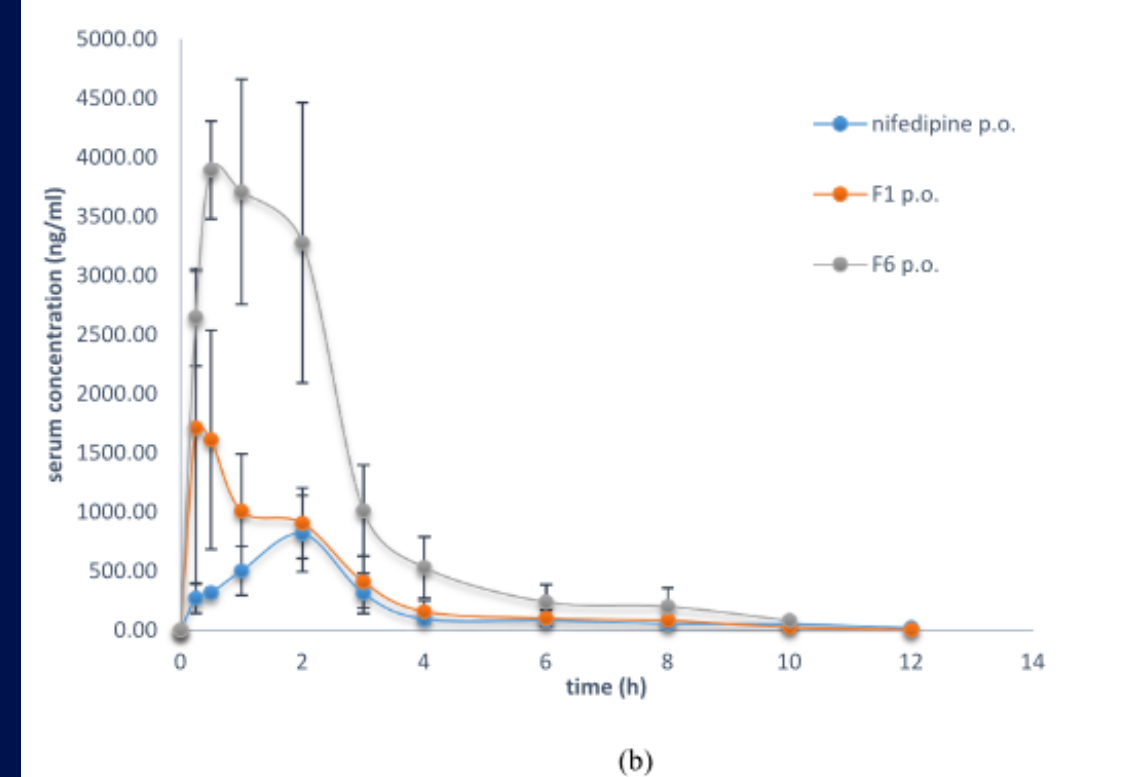 5000.00
4500.00
4000.00
3500.00
3000.00
2500.00
2000.00
1500.00
1000.00
500.00
0.00
serum concentration (ng/ml)
0 2 4 6 8 10 12 14
time (h)
nifedipine p.o.
F1 p.o.
F6 p.o.
(b)